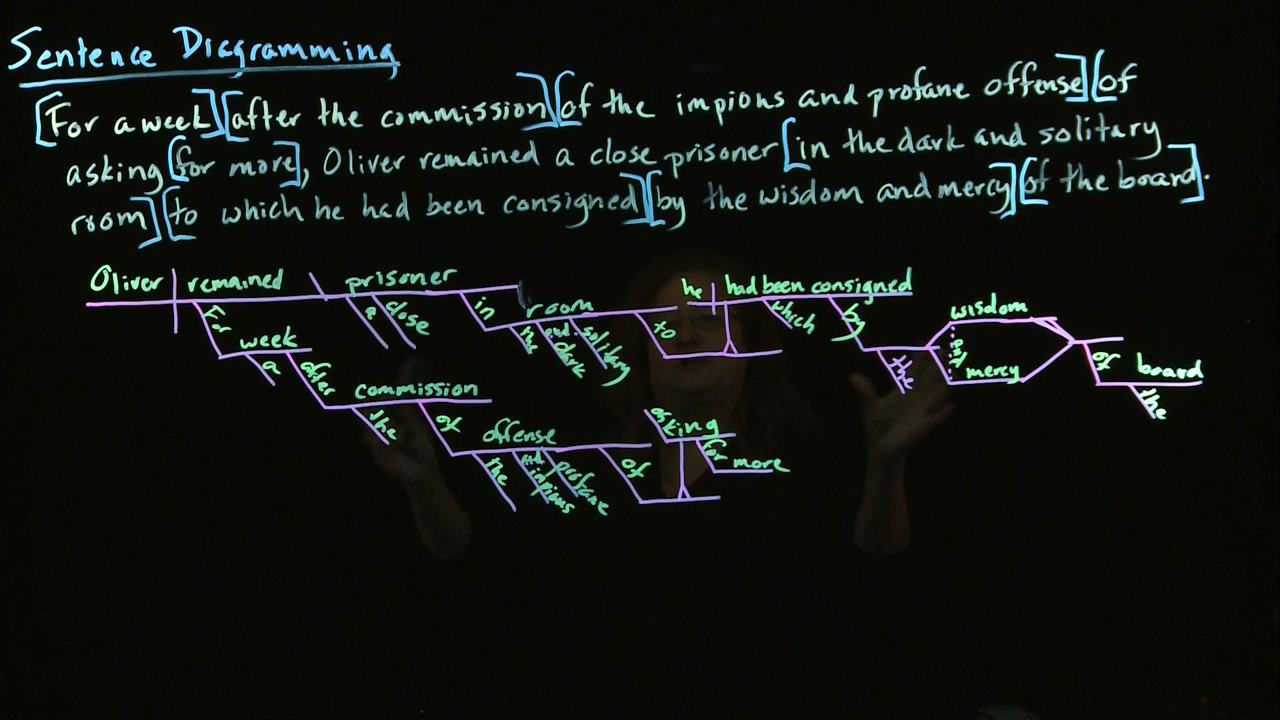 Sentence Diagramming
[For a week] [after the commission] [of the impious and profane offense] [of
asking [for more], Oliver remained a close prisoner [in the dark and solitary
room] [to which he had been consigned] [by the wisdom and mercy] [of the board].
Oliver remained prisoner he had been consigned
a close in room to which by wisdom
For the and dark solitary and
week the mercy of board
a after the
commission
the of offense asking
the and impious profane of for more